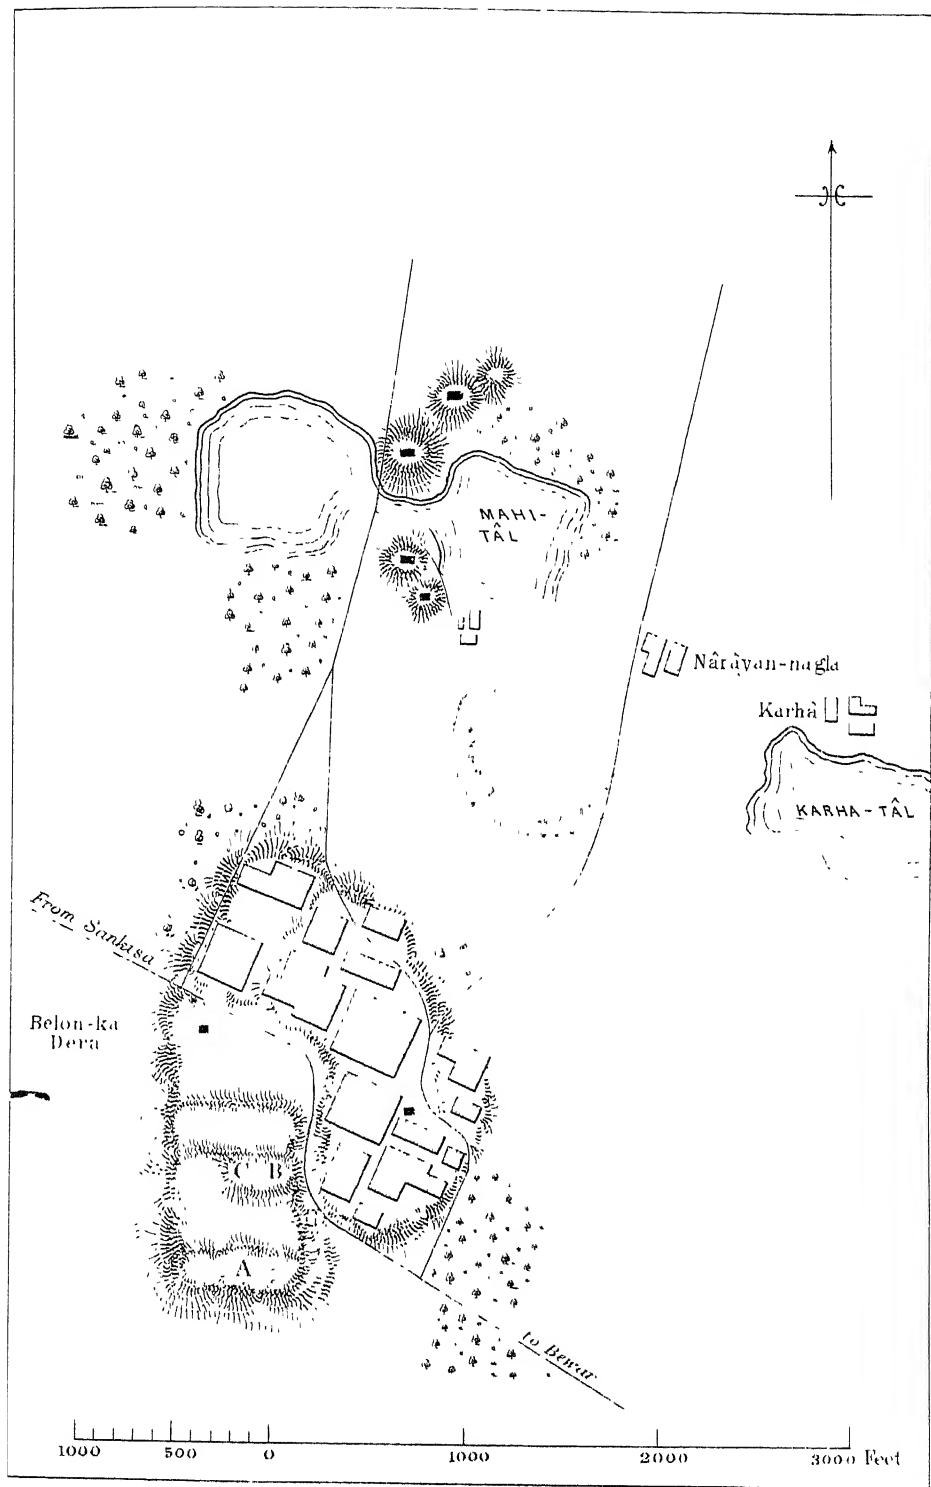 MAHI-
TÂL
Nârâyan-nagla
Karhâ
KARHA-TÂL
From Sankisa
Belon-ka
Dera
C B
A
to Bewar
1000 500 0 1000 2000 3000 Feet